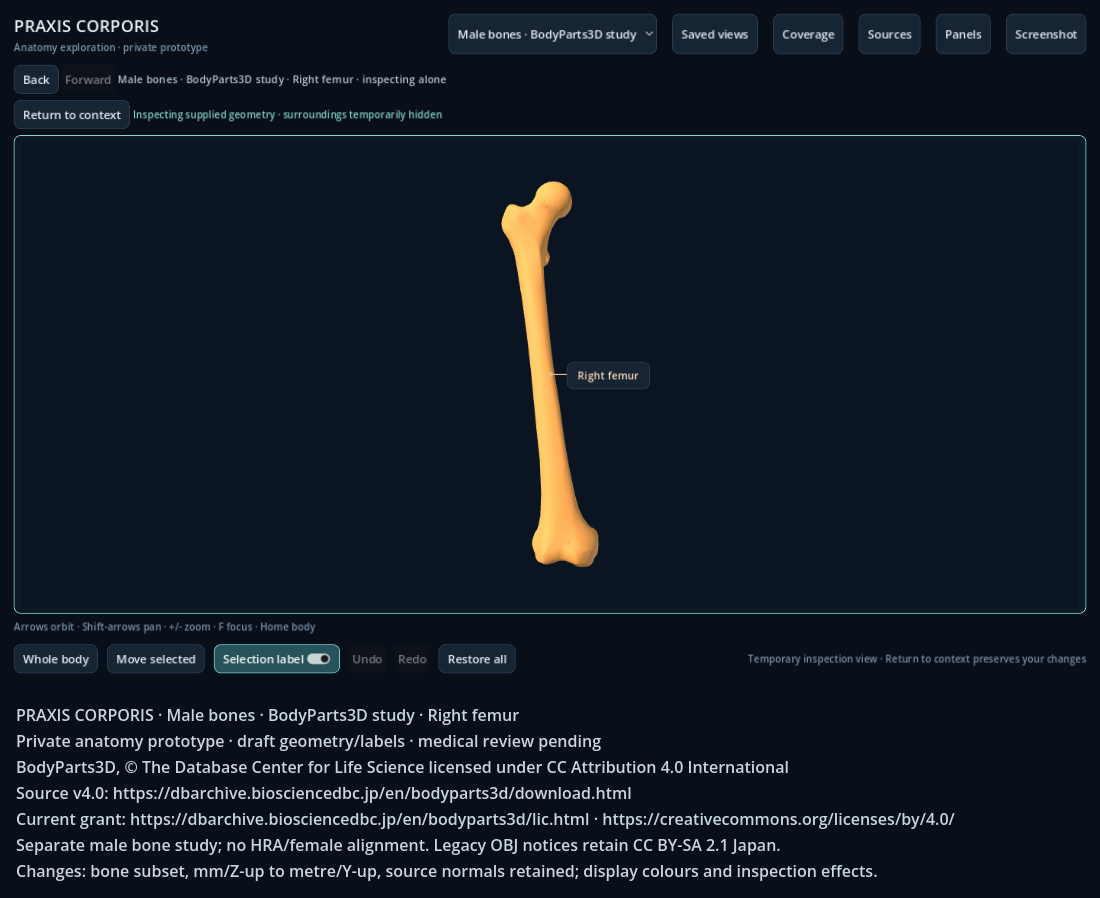 PRAXIS CORPORIS
Anatomy exploration · private prototype
Male bones · BodyParts3D study
Saved views
Coverage
Sources
Panels
Screenshot
Back
Forward
Male bones · BodyParts3D study · Right femur · inspecting alone
Return to context
Inspecting supplied geometry · surroundings temporarily hidden
Right femur
Arrows orbit · Shift-arrows pan · +/- zoom · F focus · Home body
Whole body
Move selected
Selection label
Undo
Redo
Restore all
Temporary inspection view · Return to context preserves your changes
PRAXIS CORPORIS · Male bones · BodyParts3D study · Right femur
Private anatomy prototype · draft geometry/labels · medical review pending
BodyParts3D, © The Database Center for Life Science licensed under CC Attribution 4.0 International
Source v4.0: https://dbarchive.biosciencedbc.jp/en/bodyparts3d/download.html
Current grant: https://dbarchive.biosciencedbc.jp/en/bodyparts3d/lic.html · https://creativecommons.org/licenses/by/4.0/
Separate male bone study; no HRA/female alignment. Legacy OBJ notices retain CC BY-SA 2.1 Japan.
Changes: bone subset, mm/Z-up to metre/Y-up, source normals retained; display colours and inspection effects.